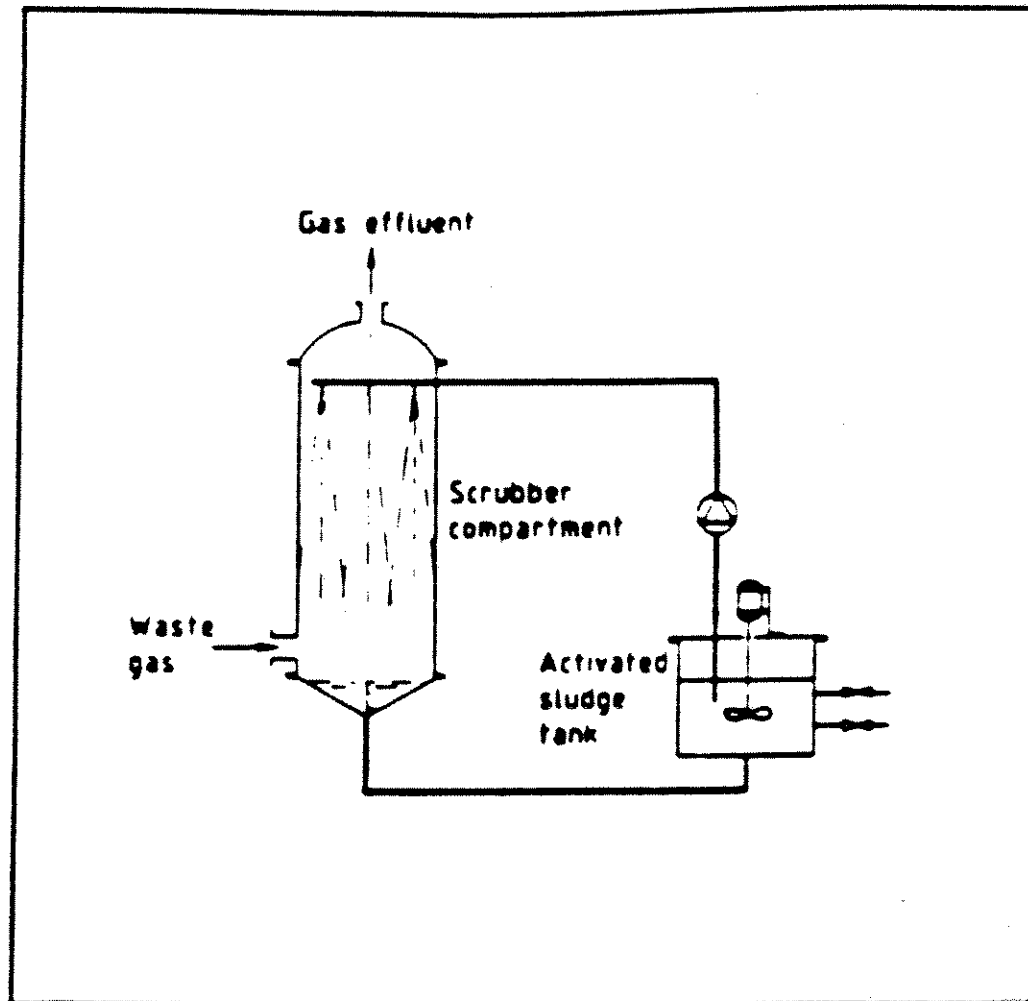 Gas effluent
Scrubber
compartment
Waste
gas
Activated
sludge
tank